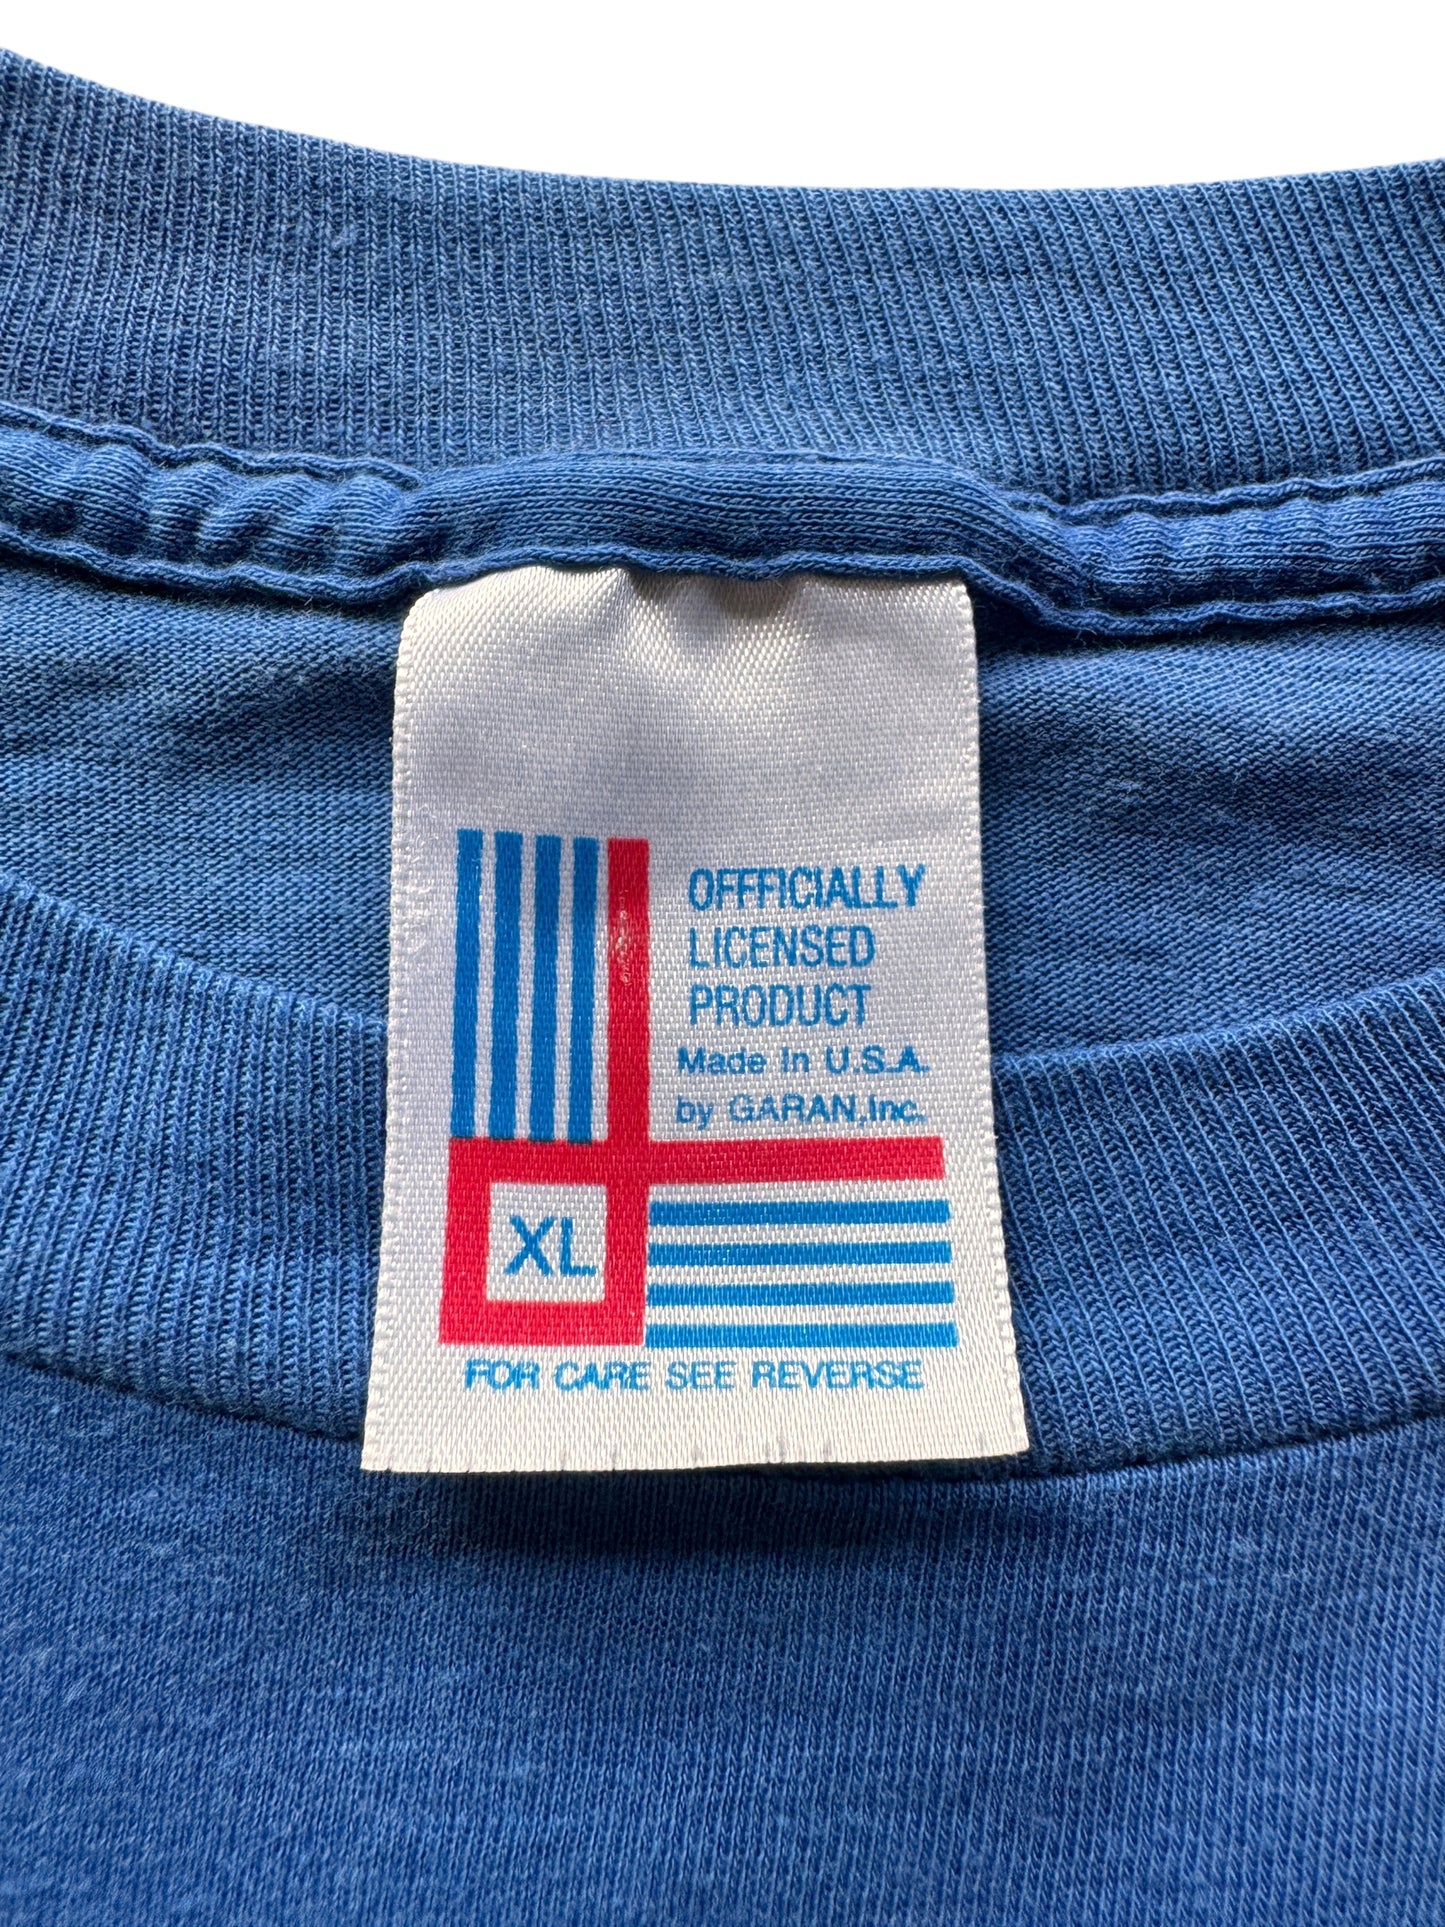 OFFFICIALLY
LICENSED
PRODUCT
Made In U.S.A.
by GARAN,Inc.
XL
FOR CARE SEE REVERSE